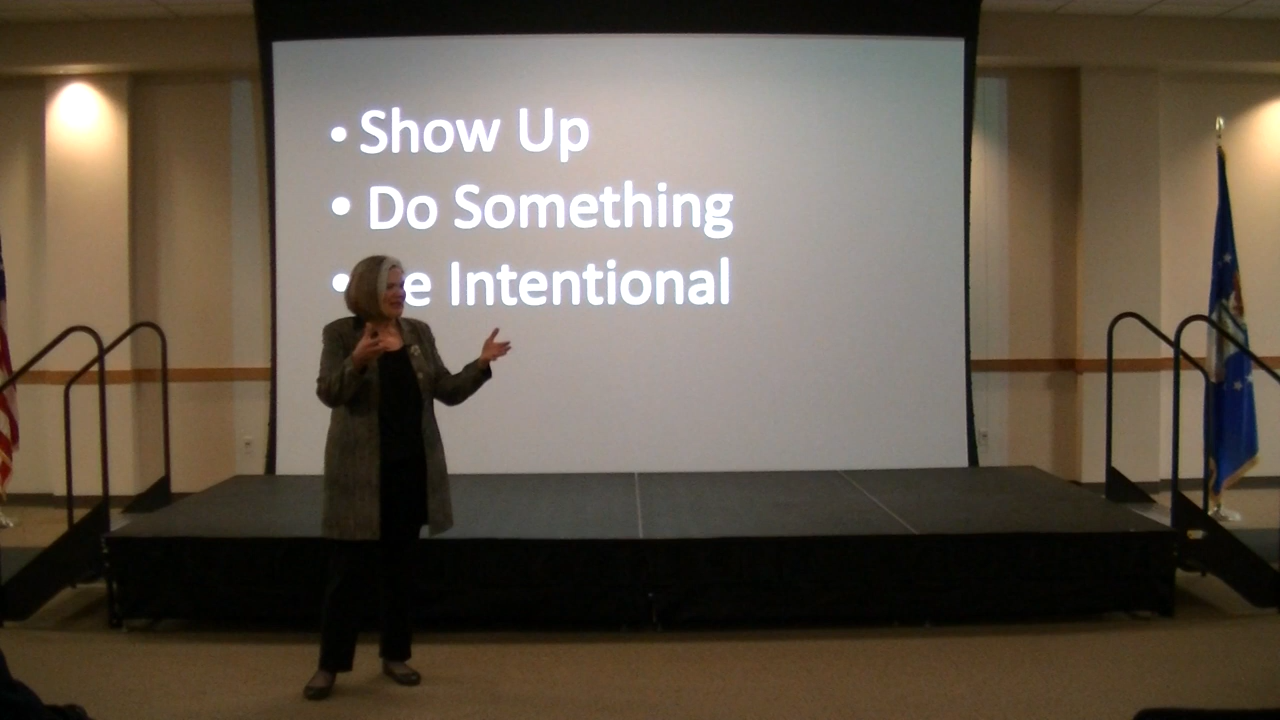 • Show Up
• Do Something
• e Intentional